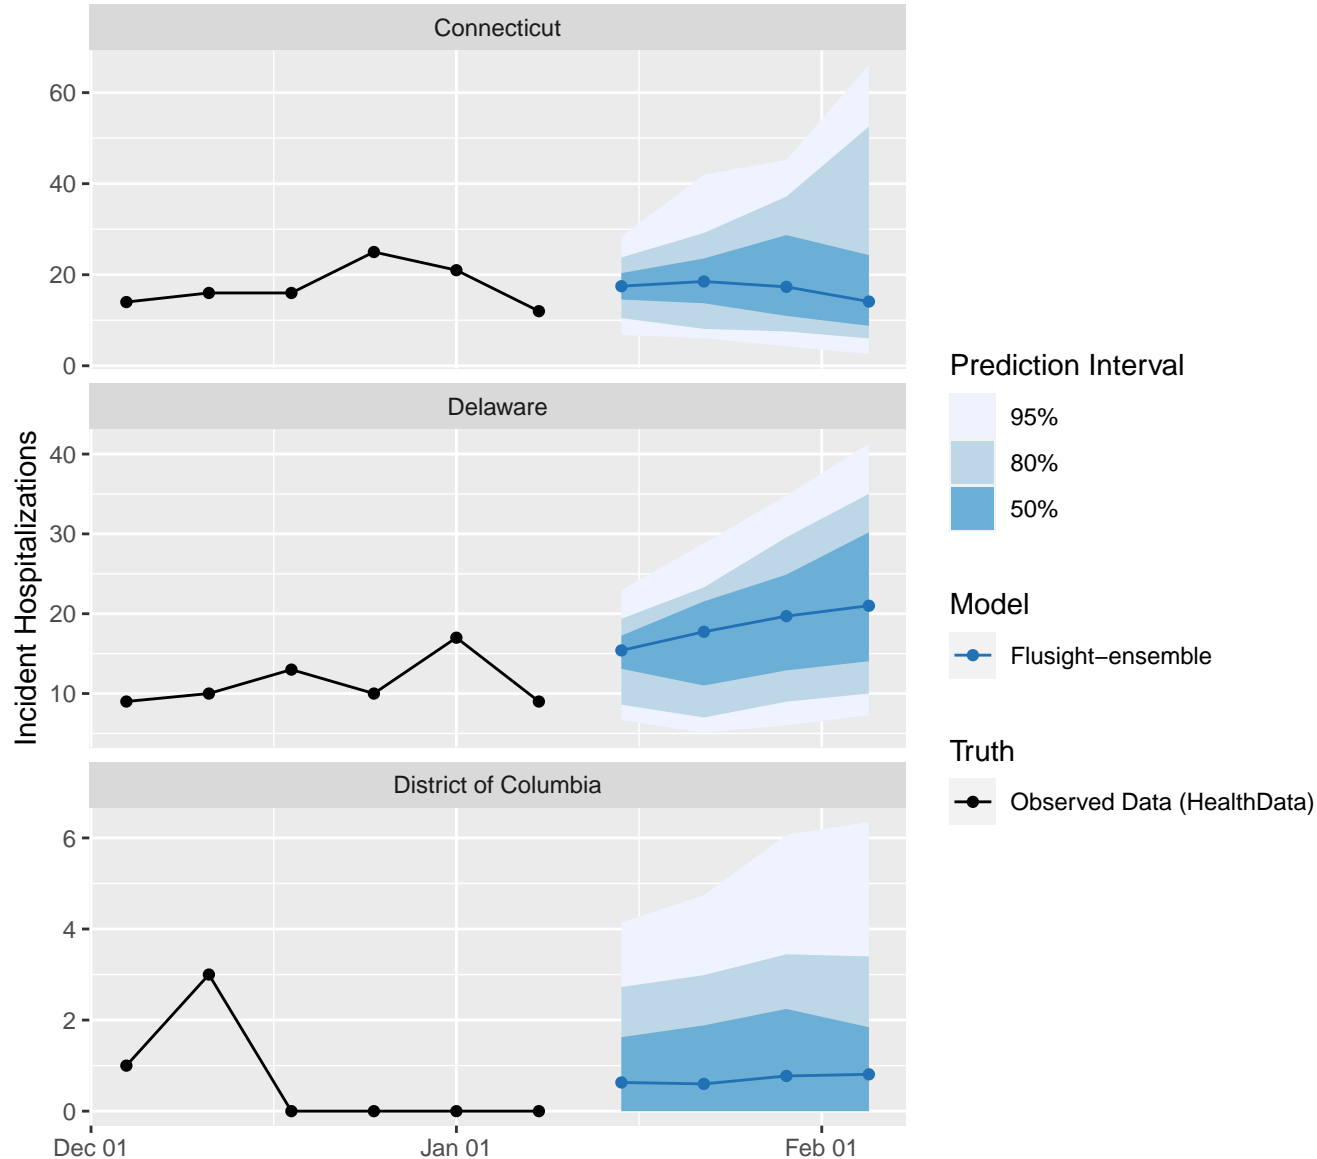 Connecticut
60
40
20
0
Delaware
40
30
20
10
District of Columbia
6
4
2
0
Dec 01
Jan 01
Feb 01
Incident Hospitalizations
Prediction Interval
95%
80%
50%
Model
Flusight−ensemble
Truth
Observed Data (HealthData)